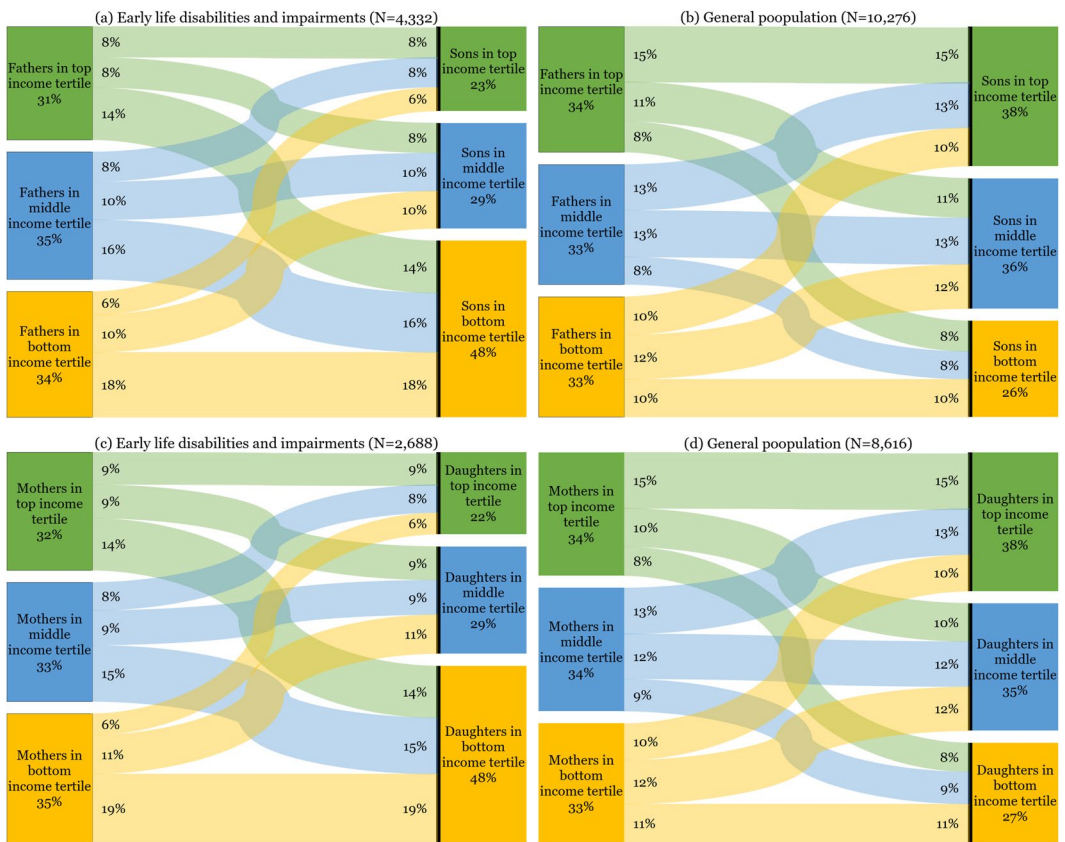 (a) Early life disabilities and impairments (N=4,332)
Fathers in top
income tertile
31%
8%
8%
14%
Fathers in
middle
income tertile
35%
8%
10%
16%
Fathers in
bottom
income tertile
34%
6%
10%
18%
8%
8%
6%
Sons in top
income tertile
23%
8%
10%
10%
Sons in
middle
income tertile
29%
14%
16%
18%
Sons in
bottom
income tertile
48%
(b) General poopulation (N=10,276)
Fathers in top
income tertile
34%
15%
11%
8%
Fathers in
middle
income tertile
33%
13%
13%
8%
Fathers in
bottom
income tertile
33%
10%
12%
10%
15%
13%
10%
Sons in top
income tertile
38%
11%
13%
12%
Sons in
middle
income tertile
36%
8%
8%
10%
Sons in
bottom
income tertile
26%
(c) Early life disabilities and impairments (N=2,688)
Mothers in
top income
tertile
32%
9%
9%
14%
Mothers in
middle
income tertile
33%
8%
9%
15%
Mothers in
bottom
income tertile
35%
6%
11%
19%
9%
8%
6%
Daughters in
top income
tertile
22%
9%
9%
11%
Daughters in
middle
income tertile
29%
14%
15%
19%
Daughters in
bottom
income tertile
48%
(d) General poopulation (N=8,616)
Mothers in
top income
tertile
34%
15%
10%
8%
Mothers in
middle
income tertile
34%
13%
12%
9%
Mothers in
bottom
income tertile
33%
10%
12%
11%
15%
13%
10%
Daughters in
top income
tertile
38%
10%
12%
12%
Daughters in
middle
income tertile
35%
8%
9%
11%
Daughters in
bottom
income tertile
27%